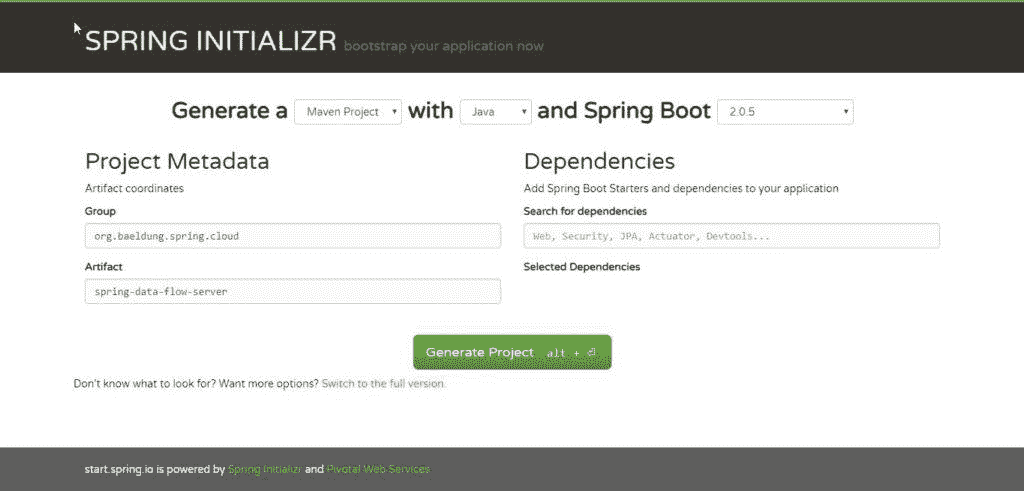 SPRING INITIALIZR bootstrap your application now
Generate a Maven Project with Java and Spring Boot 2.0.5
Project Metadata
Artifact coordinates
Group
org.baeldung.spring.cloud
Artifact
spring-data-flow-server
Dependencies
Add Spring Boot Starters and dependencies to your application
Search for dependencies
Web, Security, JPA, Actuator, Devtools...
Selected Dependencies
Generate Project alt + ⏎
Don't know what to look for? Want more options? Switch to the full version.
start.spring.io is powered by Spring Initializr and Pivotal Web Services